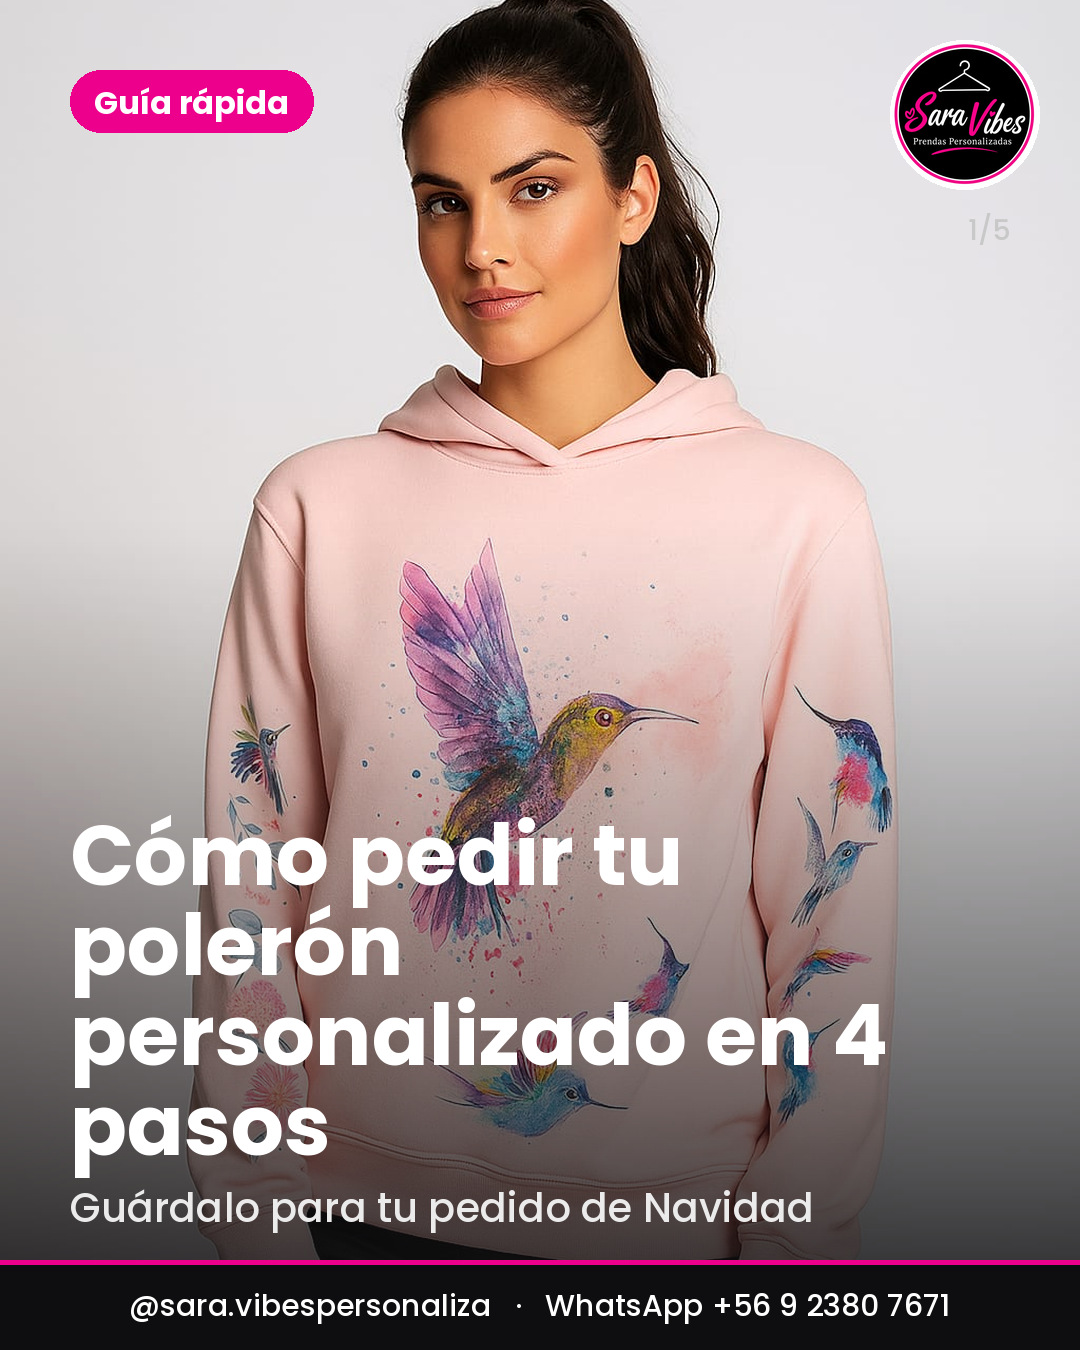 Guía rápida
Sara Vibes
Prendas Personalizadas
1/5
Cómo pedir tu
polerón
personalizado en 4
pasos
Guárdalo para tu pedido de Navidad
@sara.vibespersonaliza · WhatsApp +56 9 2380 7671